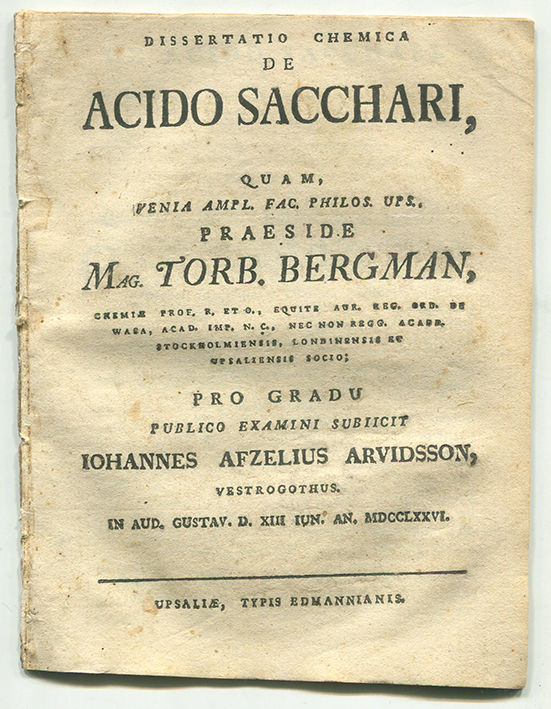 DISSERTATIO CHEMICA
DE
ACIDO SACCHARI,
QUAM,
VENIA AMPL. FAC. PHILOS. UPS.,
PRAESIDE
MAG. TORB. BERGMAN,
CHEMIÆ PROF. R. ET O., EQUITE AUR. REG. ORD. DE
WASA, ACAD. IMP. N. C., NEC NON REGG. ACADD.
STOCKHOLMIENSIS, LONDINENSIS EC
UPSALIENSIS SOCIO;
PRO GRADU
PUBLICO EXAMINI SUBIICIT
IOHANNES AFZELIUS ARVIDSSON,
VESTROGOTHUS.
IN AUD. GUSTAV. D. XIII IUN. AN. MDCCLXXVI.
UPSALIÆ, TYPIS EDMANNIANIS.